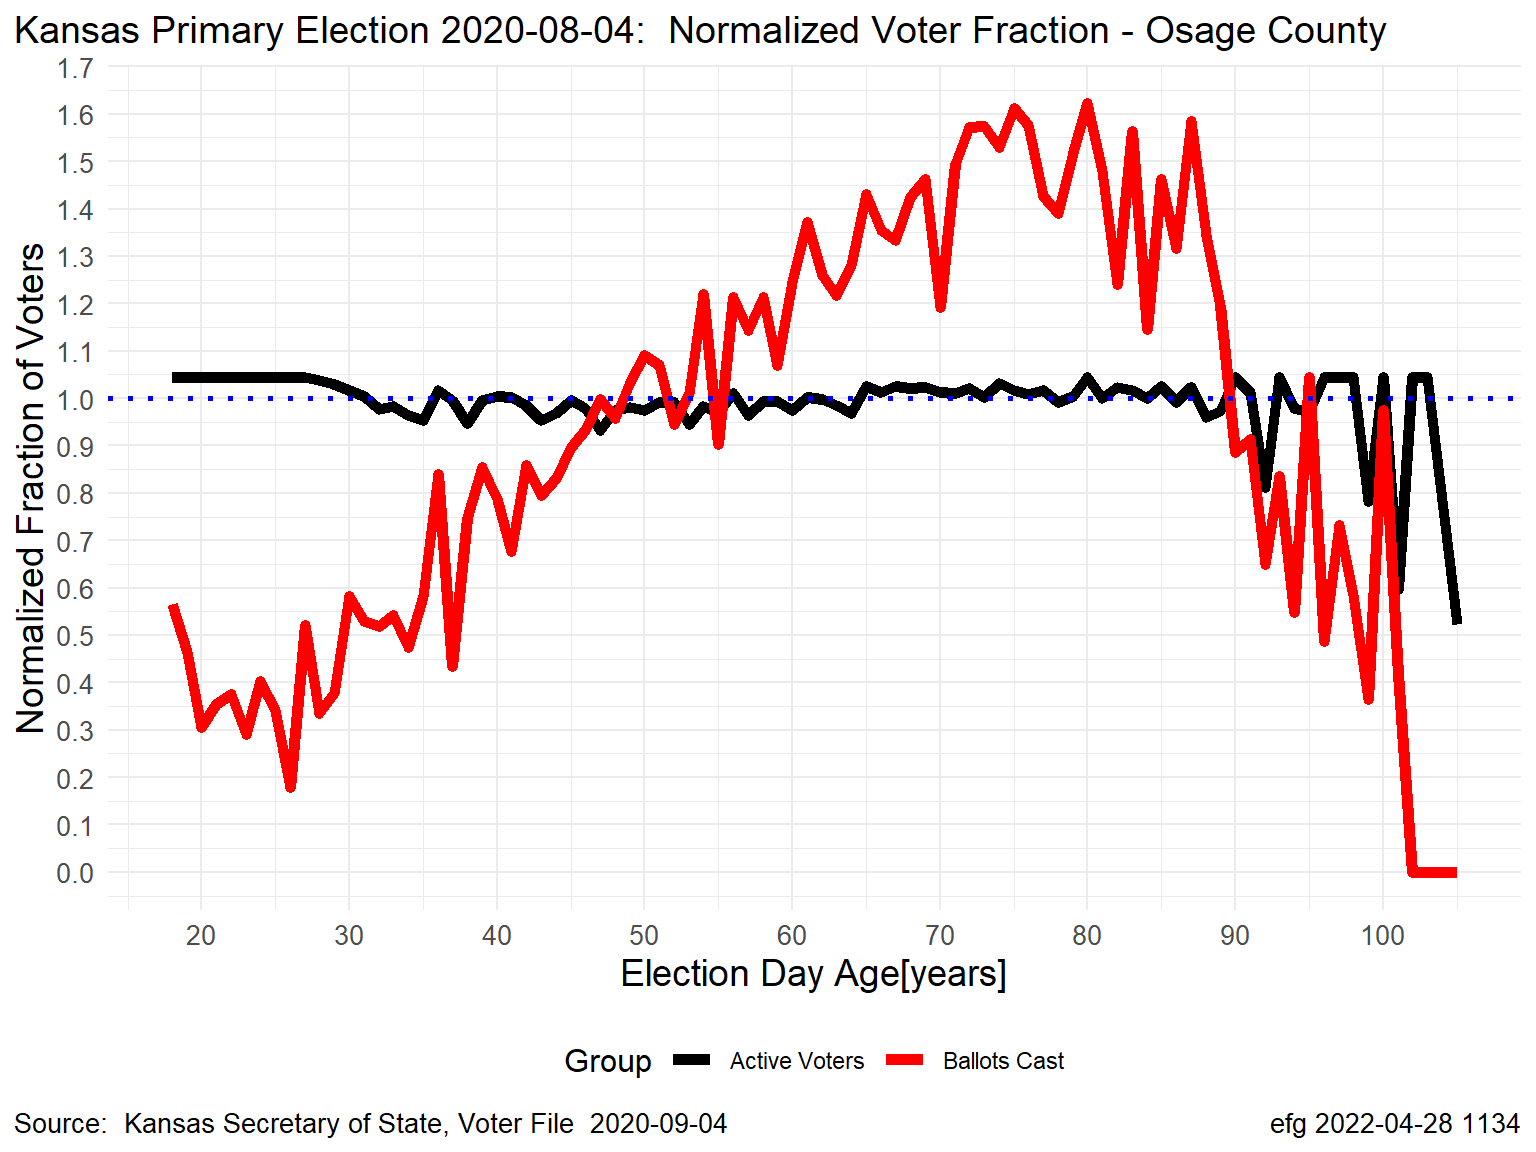 Kansas Primary Election 2020-08-04:  Normalized Voter Fraction - Osage County
Normalized Fraction of Voters
1.7
1.6
1.5
1.4
1.3
1.2
1.1
1.0
0.9
0.8
0.7
0.6
0.5
0.4
0.3
0.2
0.1
0.0
20 30 40 50 60 70 80 90 100
Election Day Age[years]
Group Active Voters Ballots Cast
Source:  Kansas Secretary of State, Voter File  2020-09-04
efg 2022-04-28 1134